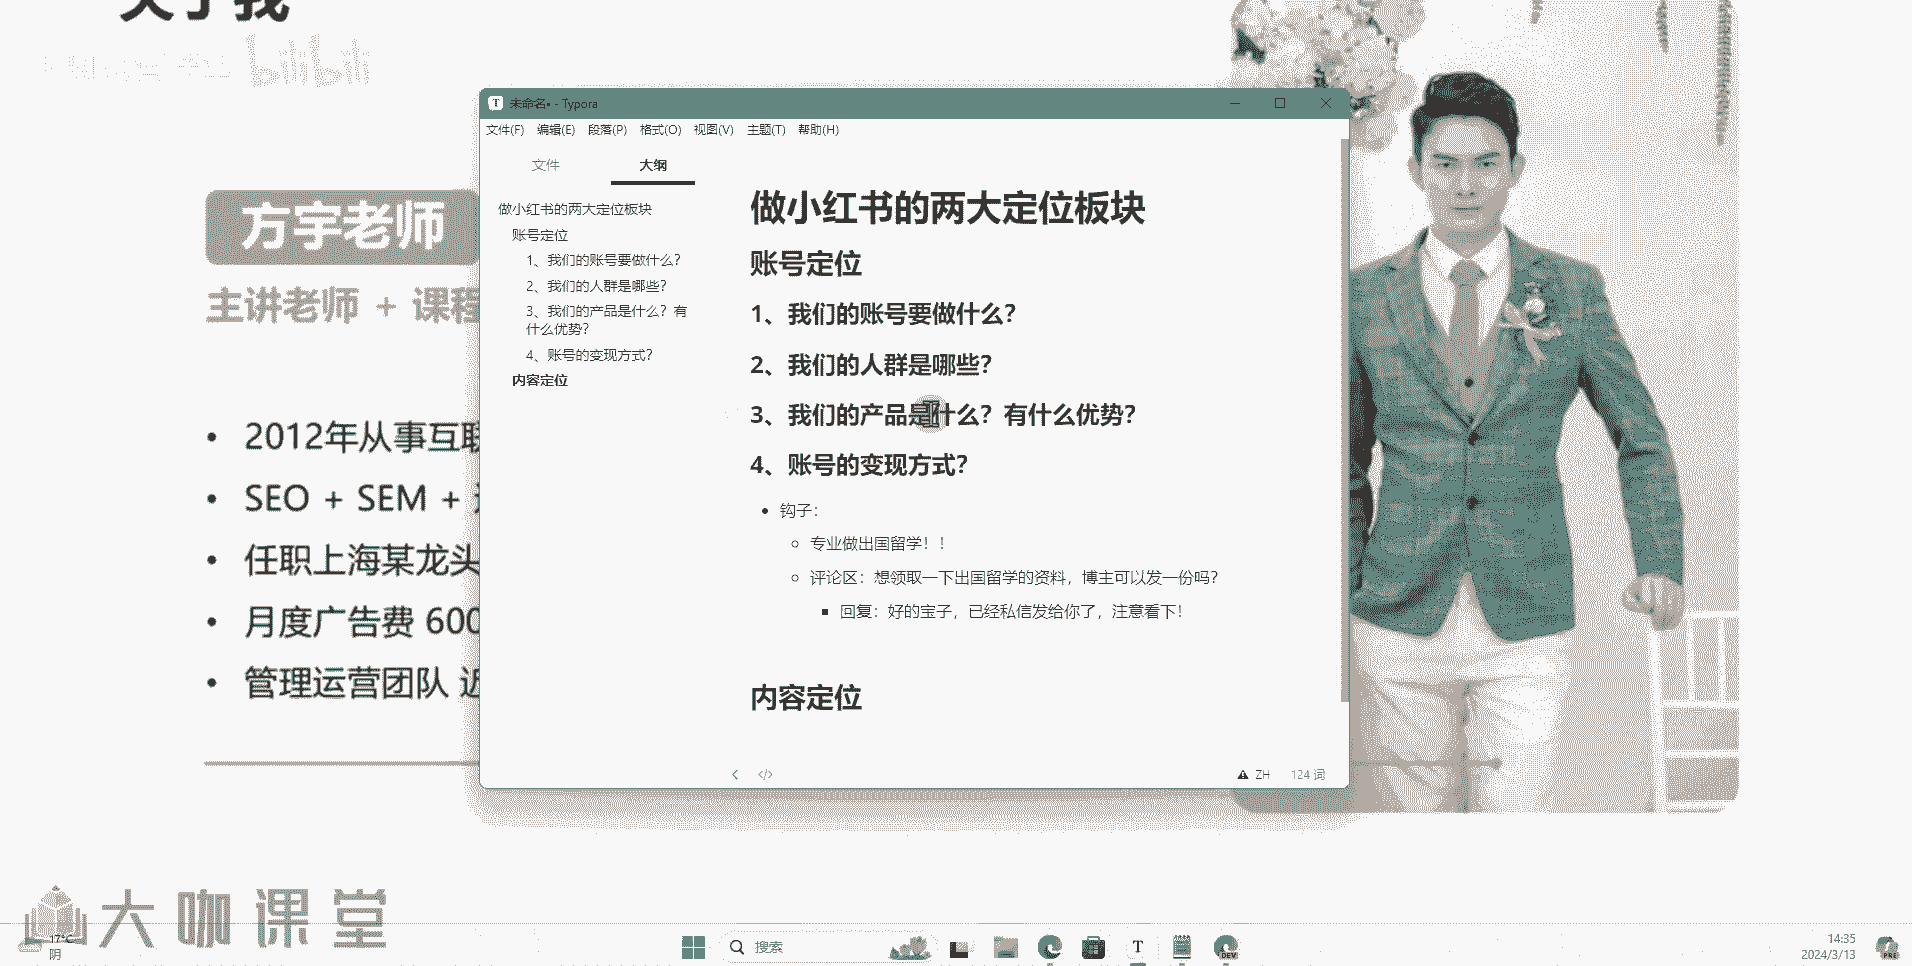 关于我
bilibili
方宇老师
主讲老师 + 课程
2012年从事互联
SEO + SEM +
任职上海某龙头
月度广告费 600
管理运营团队 近
未命名• - Typora
文件(F) 编辑(E) 段落(P) 格式(O) 视图(V) 主题(T) 帮助(H)
文件 大纲
做小红书的两大定位板块
账号定位
1、我们的账号要做什么?
2、我们的人群是哪些?
3、我们的产品是什么? 有
什么优势?
4、账号的变现方式?
内容定位
做小红书的两大定位板块
账号定位
1、我们的账号要做什么?
2、我们的人群是哪些?
3、我们的产品是什么? 有什么优势?
4、账号的变现方式?
钩子:
专业做出国留学! !
评论区: 想领取一下出国留学的资料, 博主可以发一份吗?
回复: 好的宝子, 已经私信发给你了, 注意看下!
内容定位
ZH 124 词
大咖课堂
17°C
阴
搜索
DEV
14:35
2024/3/13
PRE